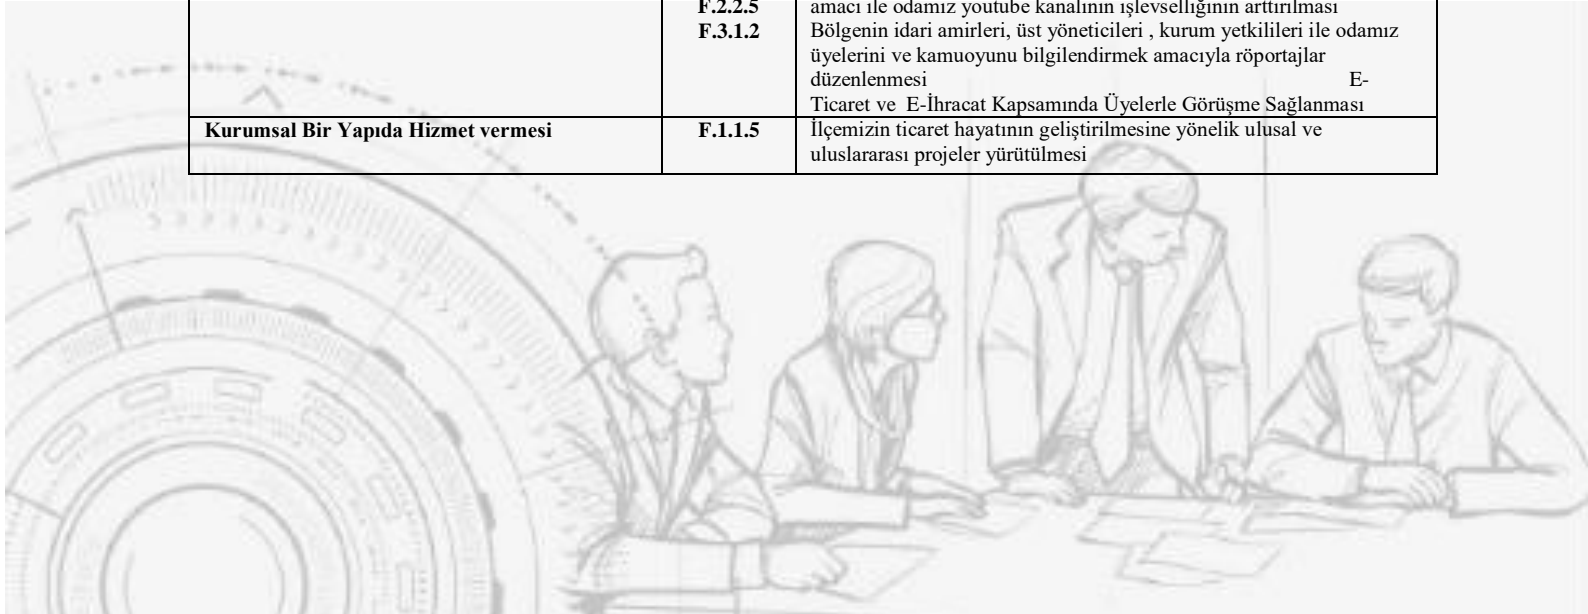 F.2.2.5 amacı ile odamız youtube kanalının işlevselliğinin arttırılması
F.3.1.2 Bölgenin idari amirleri, üst yöneticileri , kurum yetkilileri ile odamız
üyelerini ve kamuoyunu bilgilendirmek amacıyla röportajlar
düzenlenmesi E-
Ticaret ve E-İhracat Kapsamında Üyelerle Görüşme Sağlanması
Kurumsal Bir Yapıda Hizmet vermesi F.1.1.5 İlçemizin ticaret hayatının geliştirilmesine yönelik ulusal ve
uluslararası projeler yürütülmesi